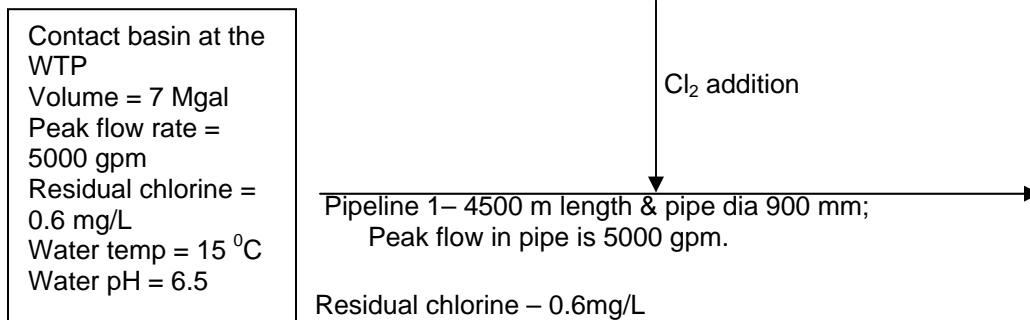 Contact basin at the
WTP
Volume = 7 Mgal
Peak flow rate =
5000 gpm
Residual chlorine =
0.6 mg/L
Water temp = 15 ⁰C
Water pH = 6.5
Cl₂ addition
Pipeline 1– 4500 m length & pipe dia 900 mm;
Peak flow in pipe is 5000 gpm.
Residual chlorine – 0.6mg/L